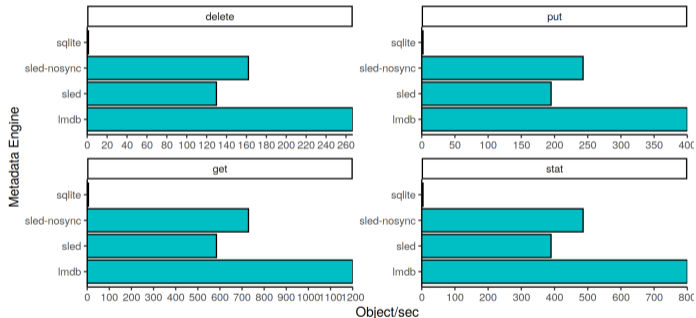 delete
put
sqlite
sled-nosync
sled
lmdb
0 20 40 60 80 100 120 140 160 180 200 220 240 260
sqlite
sled-nosync
sled
lmdb
0 50 100 150 200 250 300 350 400
Metadata Engine
get
stat
sqlite
sled-nosync
sled
lmdb
0 100 200 300 400 500 600 700 800 900 1000 1100 1200
sqlite
sled-nosync
sled
lmdb
0 100 200 300 400 500 600 700 800
Object/sec